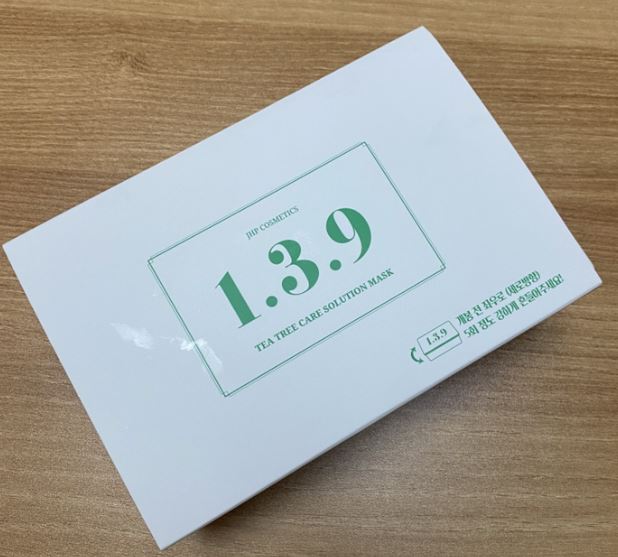 JHP COSMETICS
1.3.9
TEA TREE CARE SOLUTION MASK
1.3.9
개봉 전 좌우로 (세로방향)
5회 정도 강하게 흔들어주세요!